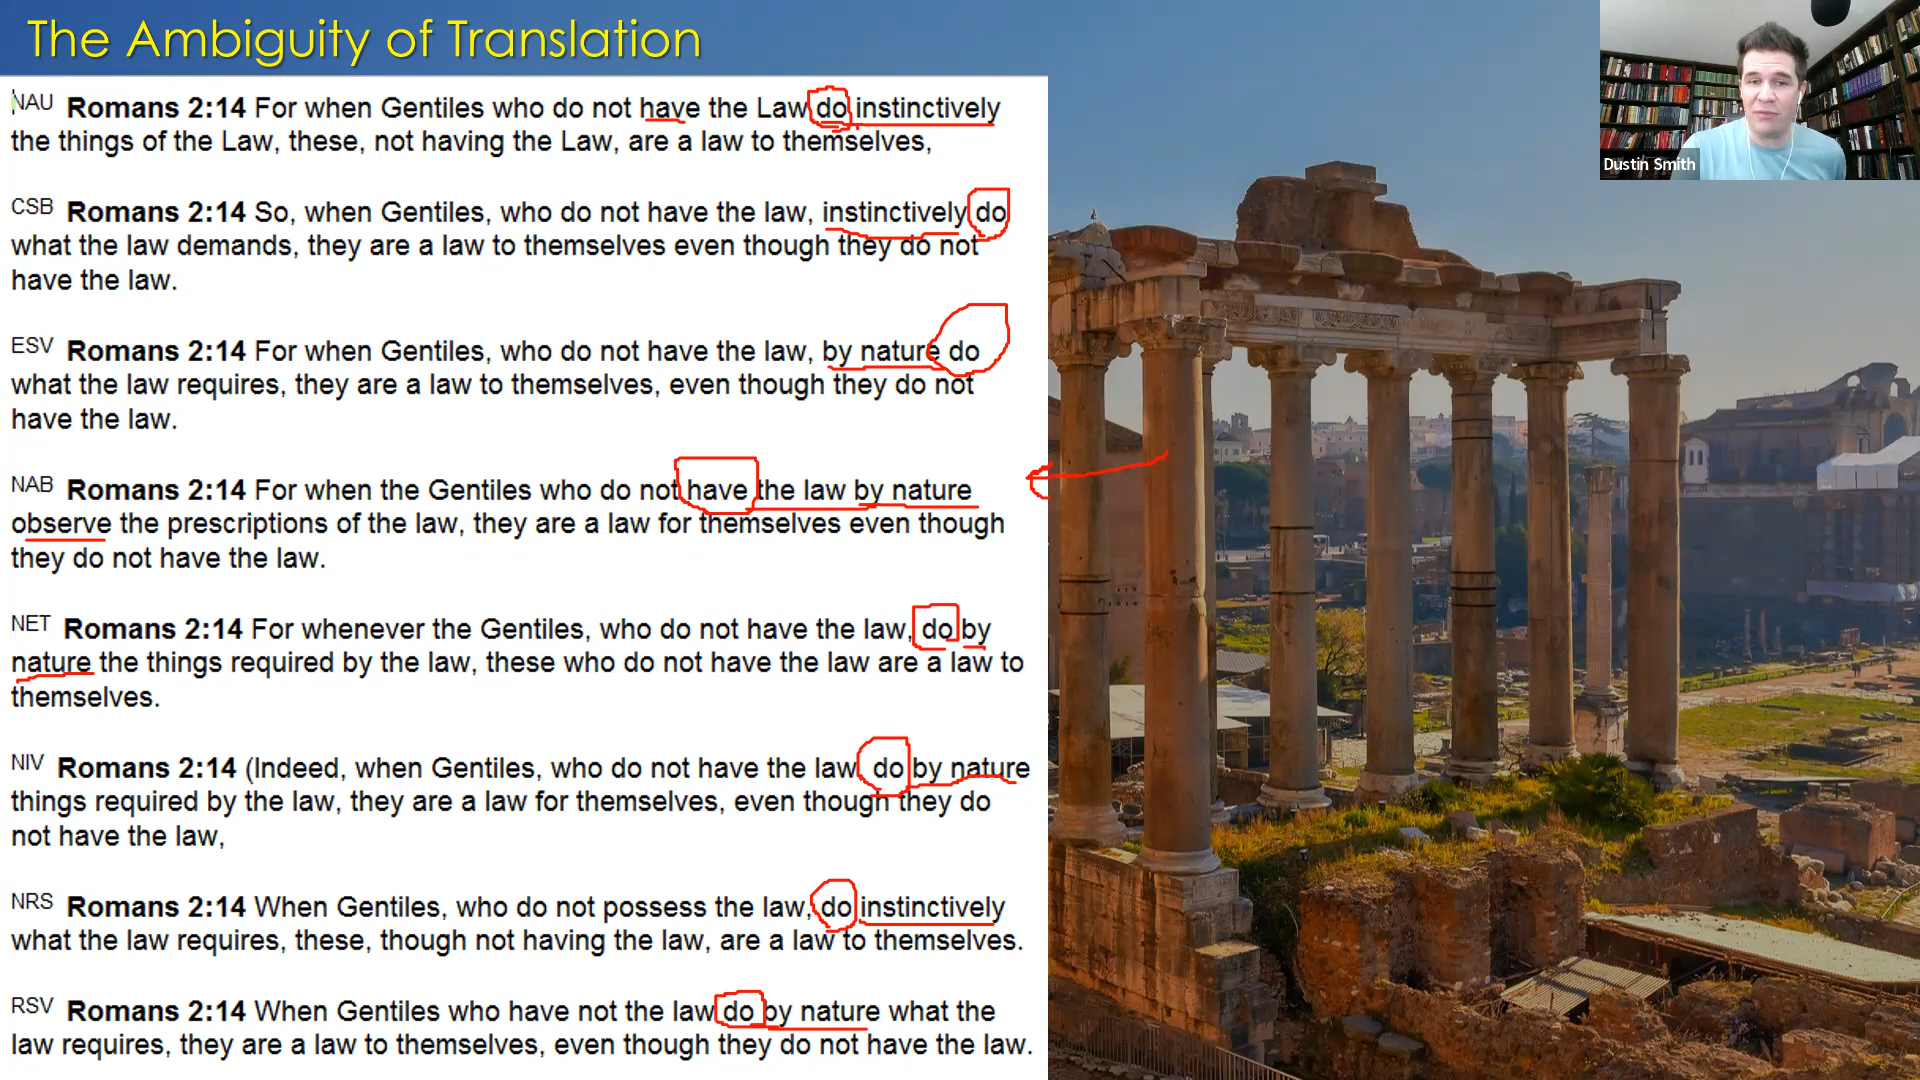 The Ambiguity of Translation
Dustin Smith
NAU Romans 2:14 For when Gentiles who do not have the Law do instinctively
the things of the Law, these, not having the Law, are a law to themselves,
CSB Romans 2:14 So, when Gentiles, who do not have the law, instinctively do
what the law demands, they are a law to themselves even though they do not
have the law.
ESV Romans 2:14 For when Gentiles, who do not have the law, by nature do
what the law requires, they are a law to themselves, even though they do not
have the law.
NAB Romans 2:14 For when the Gentiles who do not have the law by nature
observe the prescriptions of the law, they are a law for themselves even though
they do not have the law.
NET Romans 2:14 For whenever the Gentiles, who do not have the law, do by
nature the things required by the law, these who do not have the law are a law to
themselves.
NIV Romans 2:14 (Indeed, when Gentiles, who do not have the law, do by nature
things required by the law, they are a law for themselves, even though they do
not have the law,
NRS Romans 2:14 When Gentiles, who do not possess the law, do instinctively
what the law requires, these, though not having the law, are a law to themselves.
RSV Romans 2:14 When Gentiles who have not the law do by nature what the
law requires, they are a law to themselves, even though they do not have the law.